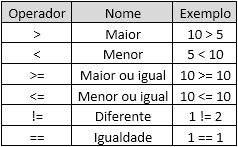 Operador Nome Exemplo
> Maior 10 > 5
< Menor 5 < 10
>= Maior ou igual 10 >= 10
<= Menor ou igual 10 <= 10
!= Diferente 1 != 2
== Igualdade 1 == 1